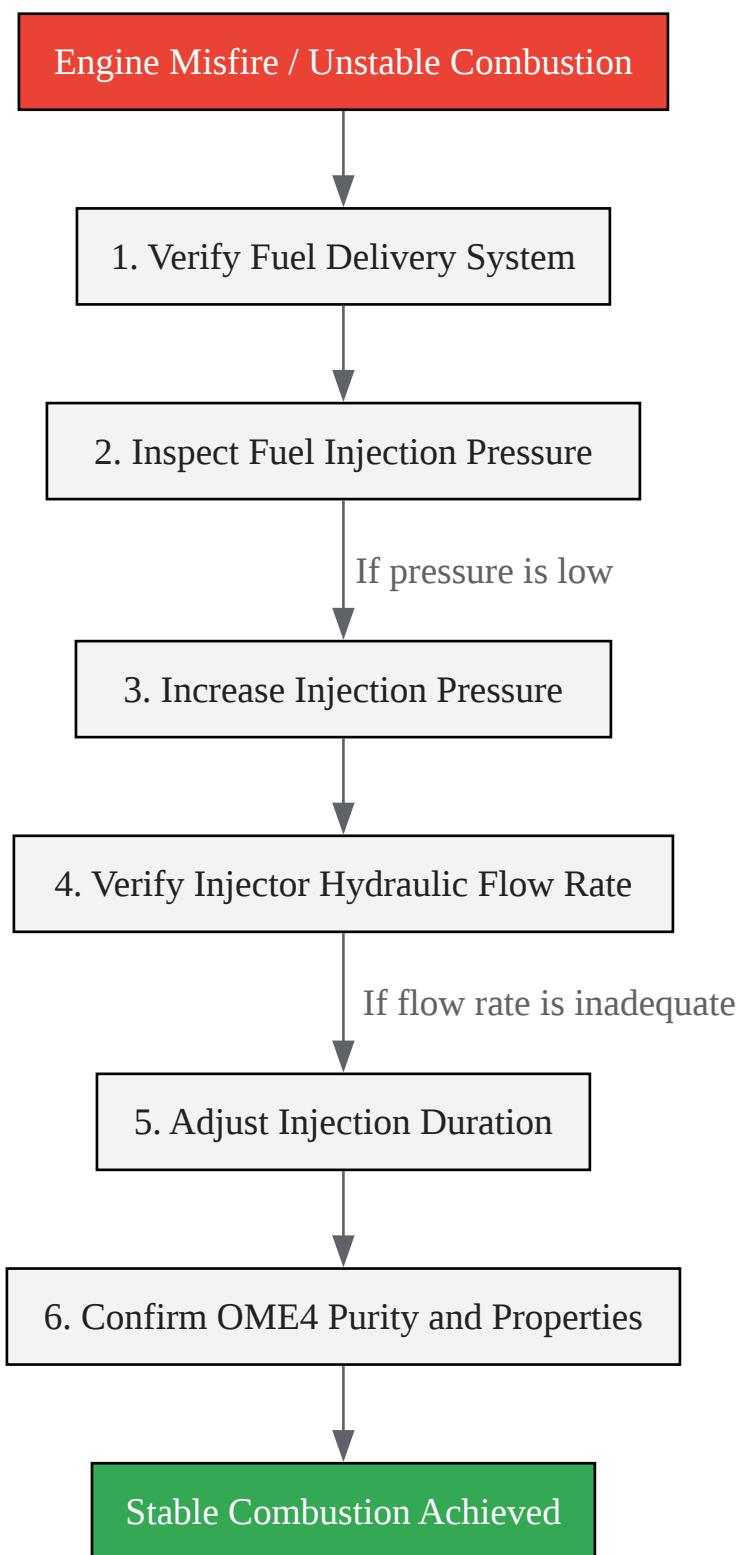 Engine Misfire / Unstable Combustion
1. Verify Fuel Delivery System
2. Inspect Fuel Injection Pressure
If pressure is low
3. Increase Injection Pressure
4. Verify Injector Hydraulic Flow Rate
If flow rate is inadequate
5. Adjust Injection Duration
6. Confirm OME4 Purity and Properties
Stable Combustion Achieved